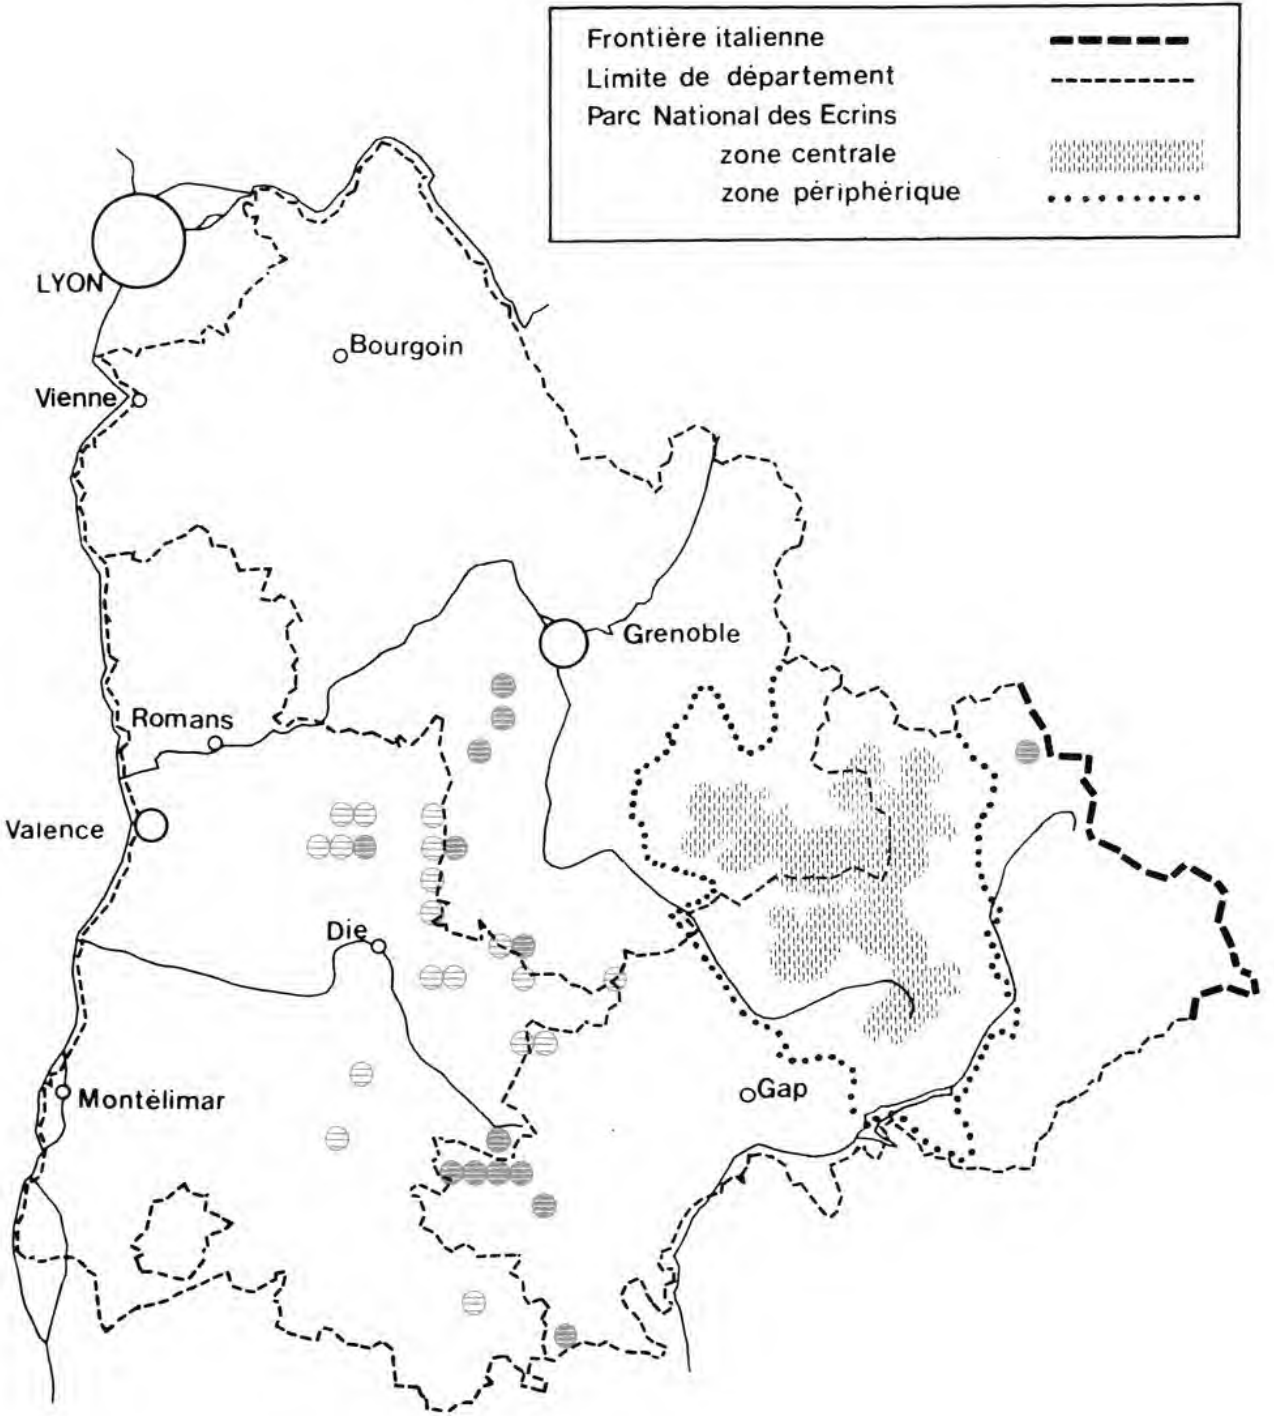 Frontière italienne
Limite de département
Parc National des Ecrins
zone centrale
zone périphérique
LYON
Bourgoin
Vienne
Grenoble
Romans
Valence
Die
Montélimar
Gap